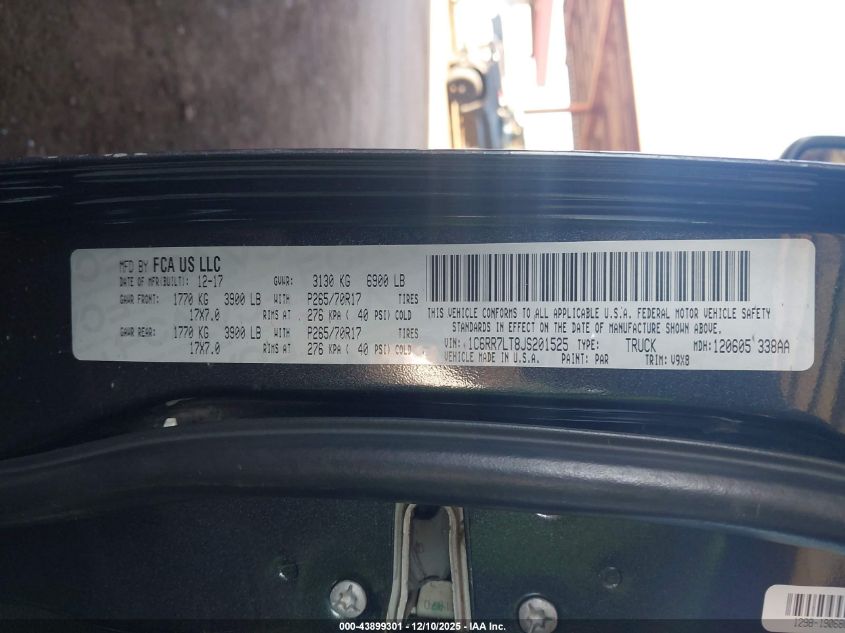 MFD BY FCA US LLC
DATE OF MFR(BUILT): 12-17 GVWR: 3130 KG 6900 LB
GAWR FRONT: 1770 KG 3900 LB WITH P265/70R17 TIRES
17X7.0 RIMS AT 276 KPA ( 40 PSI) COLD
GAWR REAR: 1770 KG 3900 LB WITH P265/70R17 TIRES
17X7.0 RIMS AT 276 KPA ( 40 PSI) COLD
THIS VEHICLE CONFORMS TO ALL APPLICABLE U.S.A. FEDERAL MOTOR VEHICLE SAFETY
STANDARDS IN EFFECT ON THE DATE OF MANUFACTURE SHOWN ABOVE.
VIN: 1C6RR7LT8JS201525 TYPE: TRUCK MDH: 120605 338AA
VEHICLE MADE IN U.S.A. PAINT: PAR TRIM: V9X8
000-43899301 - 12/10/2025 - IAAI, Inc.